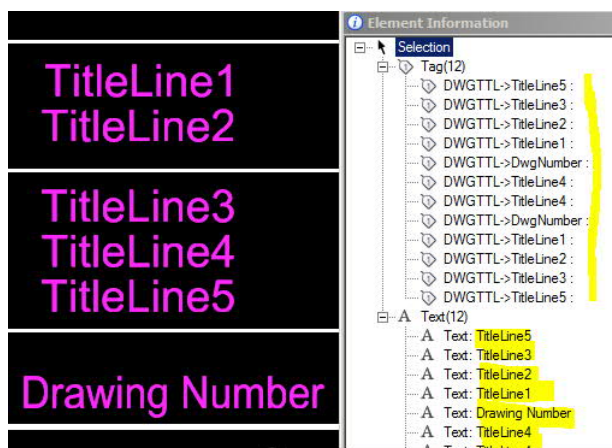 TitleLine1
TitleLine2
TitleLine3
TitleLine4
TitleLine5
Drawing Number
Element Information
Selection
Tag(12)
DWGTTL->TitleLine5 :
DWGTTL->TitleLine3 :
DWGTTL->TitleLine2 :
DWGTTL->TitleLine1 :
DWGTTL->DwgNumber :
DWGTTL->TitleLine4 :
DWGTTL->TitleLine4 :
DWGTTL->DwgNumber :
DWGTTL->TitleLine1 :
DWGTTL->TitleLine2 :
DWGTTL->TitleLine3 :
DWGTTL->TitleLine5 :
A Text(12)
A Text: TitleLine5
A Text: TitleLine3
A Text: TitleLine2
A Text: TitleLine1
A Text: Drawing Number
A Text: TitleLine4